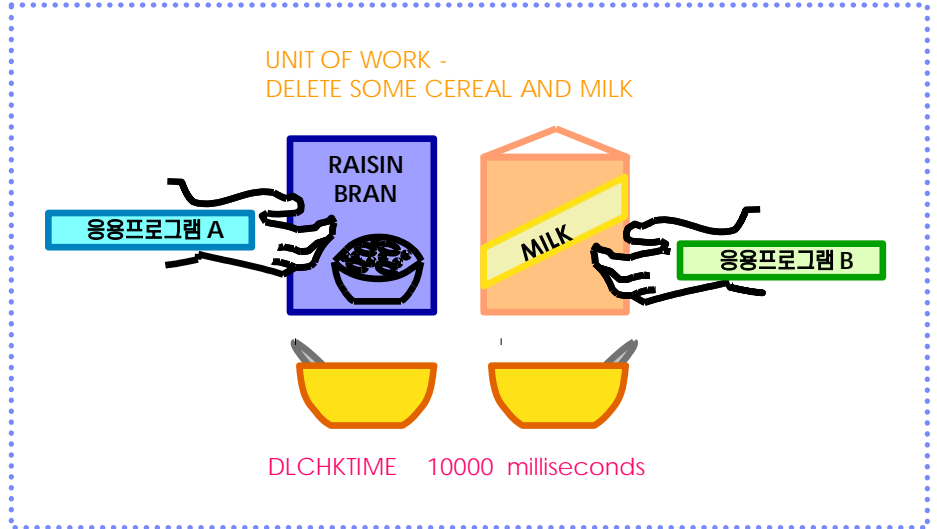 UNIT OF WORK -
DELETE SOME CEREAL AND MILK
RAISIN
BRAN
MILK
응용프로그램 A
응용프로그램 B
DLCHKTIME 10000 milliseconds